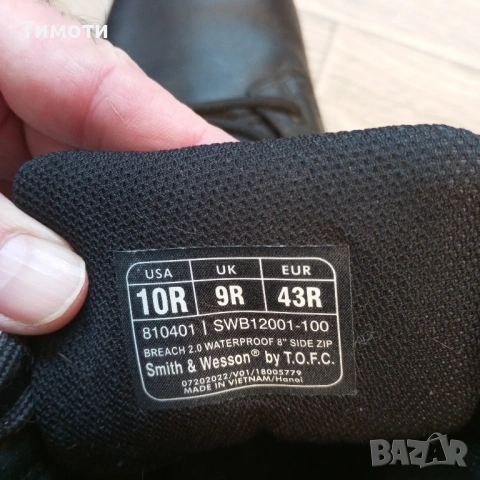 Тимоти
USA UK EUR
10R 9R 43R
810401 | SWB12001-100
BREACH 2.0 WATERPROOF 8" SIDE ZIP
Smith & Wesson® by T.O.F.C.
07202022/V01/18005779
MADE IN VIETNAM/Hanoi
BAZAR